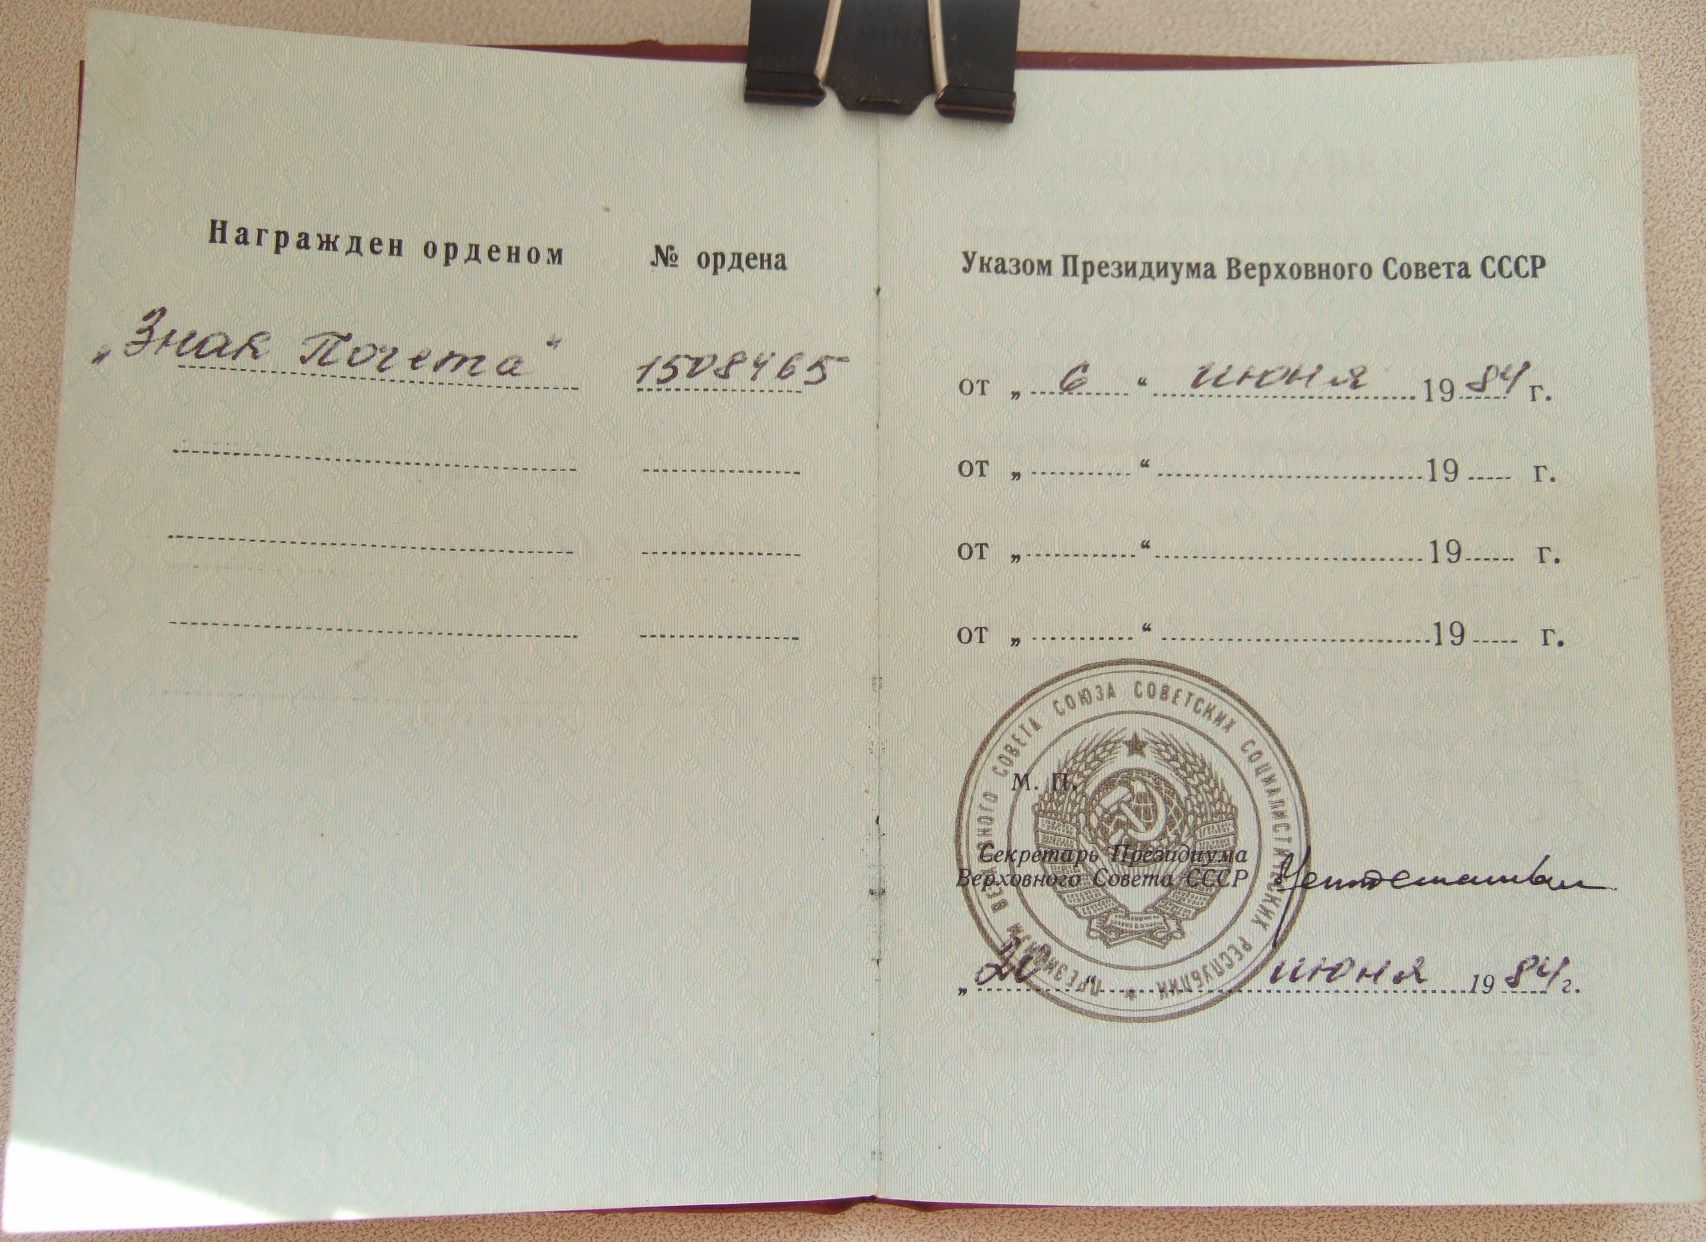 Награжден орденом № ордена
„Знак Почета“ 1508465
Указом Президиума Верховного Совета СССР
от „ 6 “ июня 1984 г.
от „ “ 19 г.
от „ “ 19 г.
от „ “ 19 г.
М. П.
Секретарь Президиума
Верховного Совета СССР
„ “ июня 1984 г.
ПРЕЗИДИУМ ВЕРХОВНОГО СОВЕТА СОЮЗА СОВЕТСКИХ СОЦИАЛИСТИЧЕСКИХ РЕСПУБЛИК